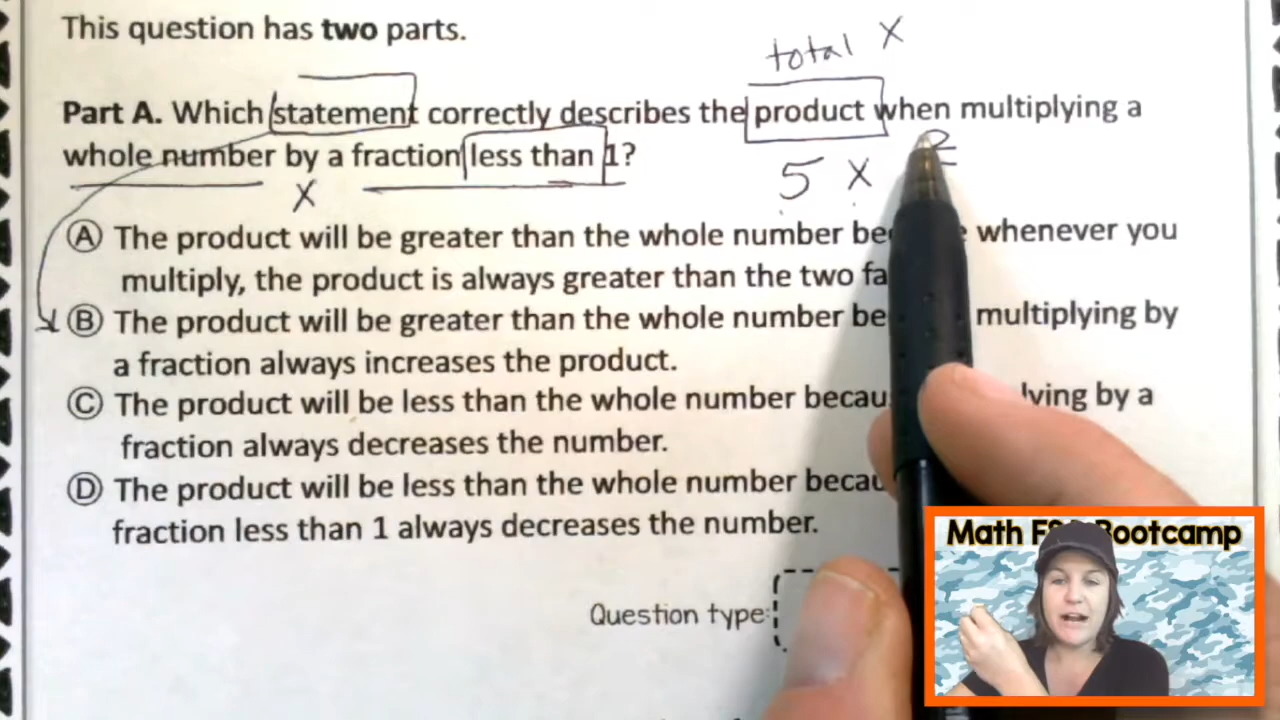 This question has two parts.
total X
Part A. Which statement correctly describes the product when multiplying a
whole number by a fraction less than 1?
X
5 X
Ⓐ The product will be greater than the whole number whenever you
multiply, the product is always greater than the two
Ⓑ The product will be greater than the whole number multiplying by
a fraction always increases the product.
Ⓒ The product will be less than the whole number by a
fraction always decreases the number.
Ⓓ The product will be less than the whole number
fraction less than 1 always decreases the number.
Question type:
Math Bootcamp